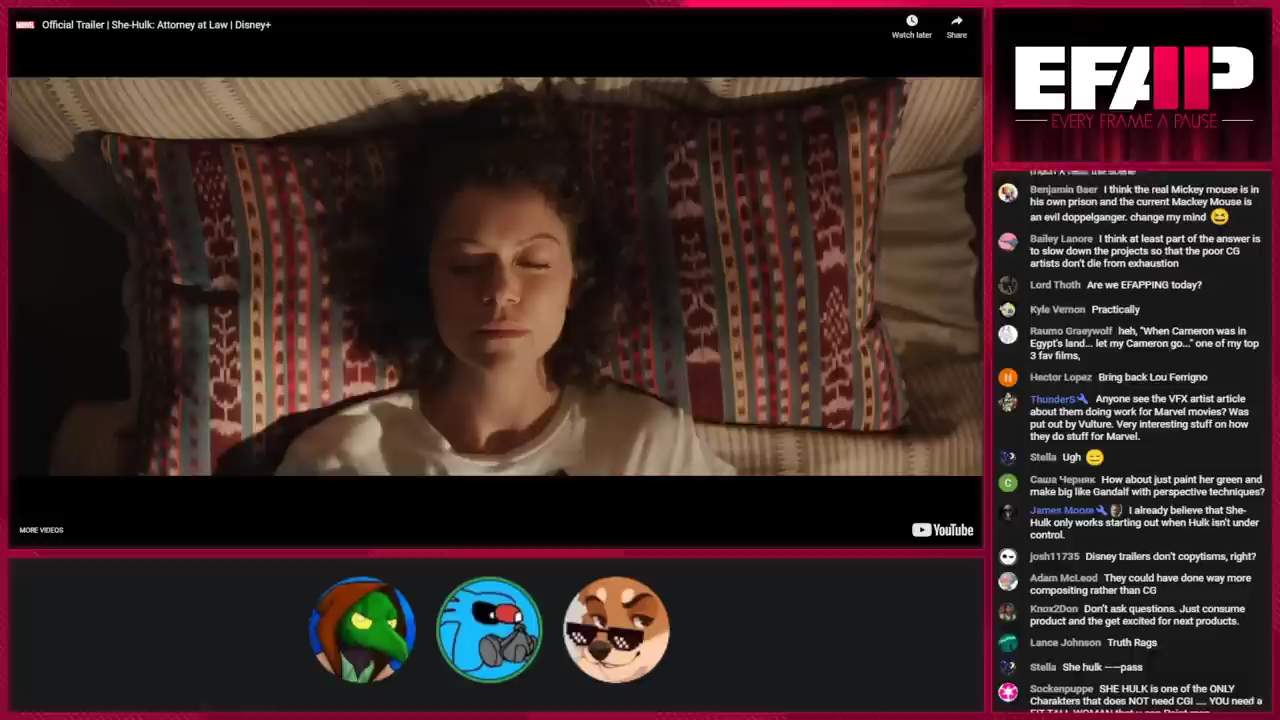 MARVEL Official Trailer | She-Hulk: Attorney at Law | Disney+
Watch later Share
MORE VIDEOS
YouTube
EFAP
EVERY FRAME A PAUSE
Benjamin Baer I think the real Mickey mouse is in
his own prison and the current Mackey Mouse is
an evil doppelganger. change my mind 😆
Bailey Lanore I think at least part of the answer is
to slow down the projects so that the poor CG
artists don't die from exhaustion
Lord Thoth Are we EFAPPING today?
Kyle Vernon Practically
Raumo Graeywolf heh, "When Cameron was in
Egypt's land... let my Cameron go..." one of my top
3 fav films,
H
Hector Lopez Bring back Lou Ferrigno
ThunderS🔧 Anyone see the VFX artist article
about them doing work for Marvel movies? Was
put out by Vulture. Very interesting stuff on how
they do stuff for Marvel.
Stella Ugh 😑
C
Саша Черняк How about just paint her green and
make big like Gandalf with perspective techniques?
James Moore🔧 I already believe that She-
Hulk only works starting out when Hulk isn't under
control.
josh11735 Disney trailers don't copytisms, right?
Adam McLeod They could have done way more
compositing rather than CG
Knox2Don Don't ask questions. Just consume
product and the get excited for next products.
Lance Johnson Truth Rags
Stella She hulk ——pass
Sockenpuppe SHE HULK is one of the ONLY
Charakters that does NOT need CGI .... YOU need a